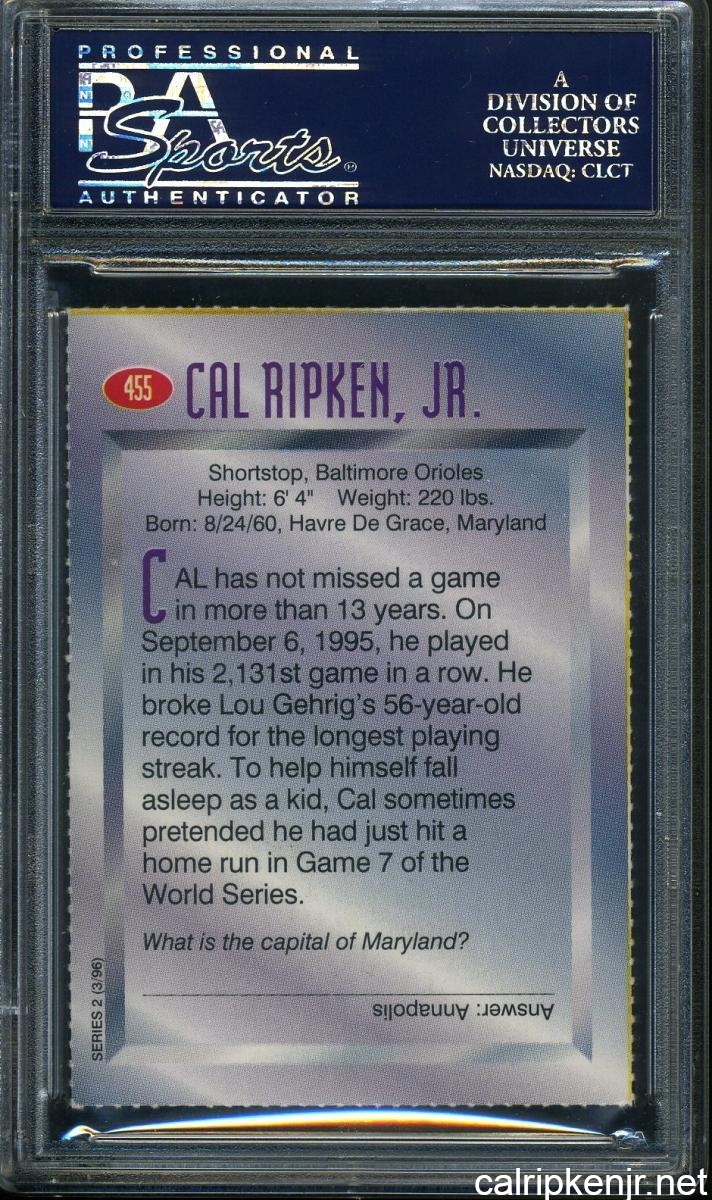 PROFESSIONAL
PSA
Sports
AUTHENTICATOR
A
DIVISION OF
COLLECTORS
UNIVERSE
NASDAQ: CLCT
455
CAL RIPKEN, JR.
Shortstop, Baltimore Orioles
Height: 6' 4" Weight: 220 lbs.
Born: 8/24/60, Havre De Grace, Maryland
CAL has not missed a game
in more than 13 years. On
September 6, 1995, he played
in his 2,131st game in a row. He
broke Lou Gehrig's 56-year-old
record for the longest playing
streak. To help himself fall
asleep as a kid, Cal sometimes
pretended he had just hit a
home run in Game 7 of the
World Series.
What is the capital of Maryland?
Answer: Annapolis
SERIES 2 (3/96)
calripkenjr.net